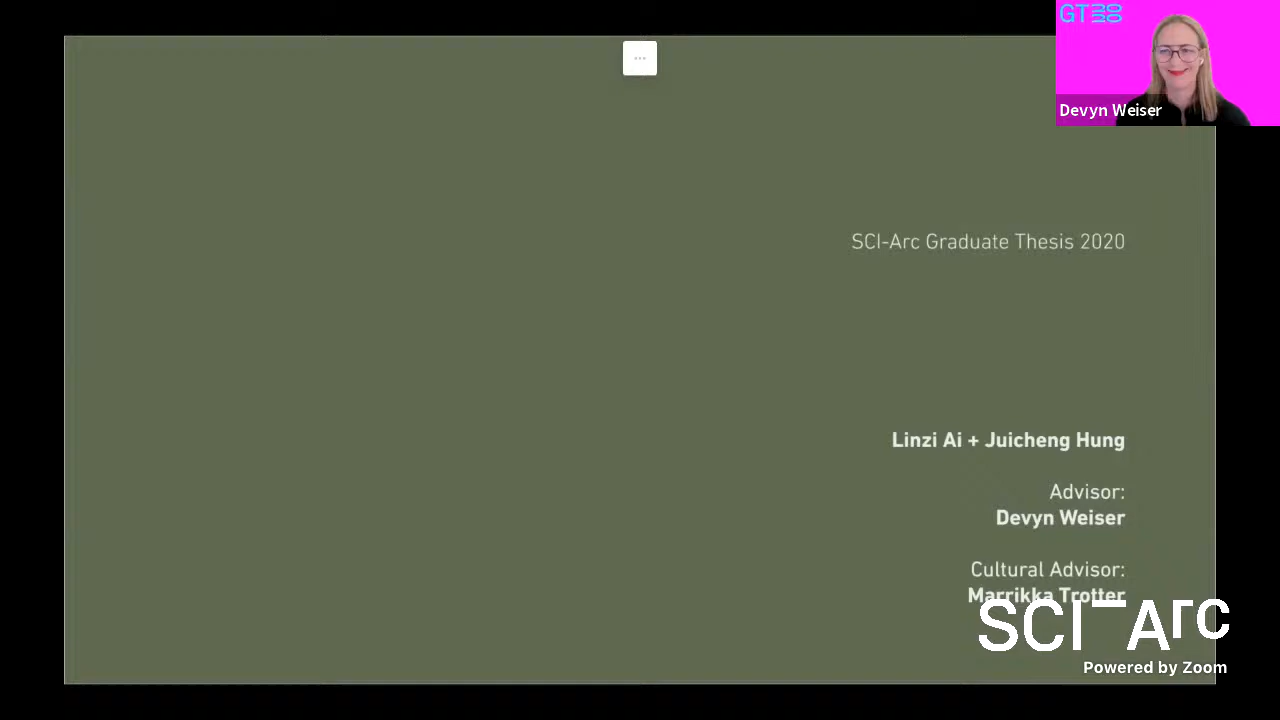 GT2020
Devyn Weiser
...
SCI-Arc Graduate Thesis 2020
Linzi Ai + Juicheng Hung
Advisor:
Devyn Weiser
Cultural Advisor:
Marrikka Trotter
SCI-Arc
Powered by Zoom